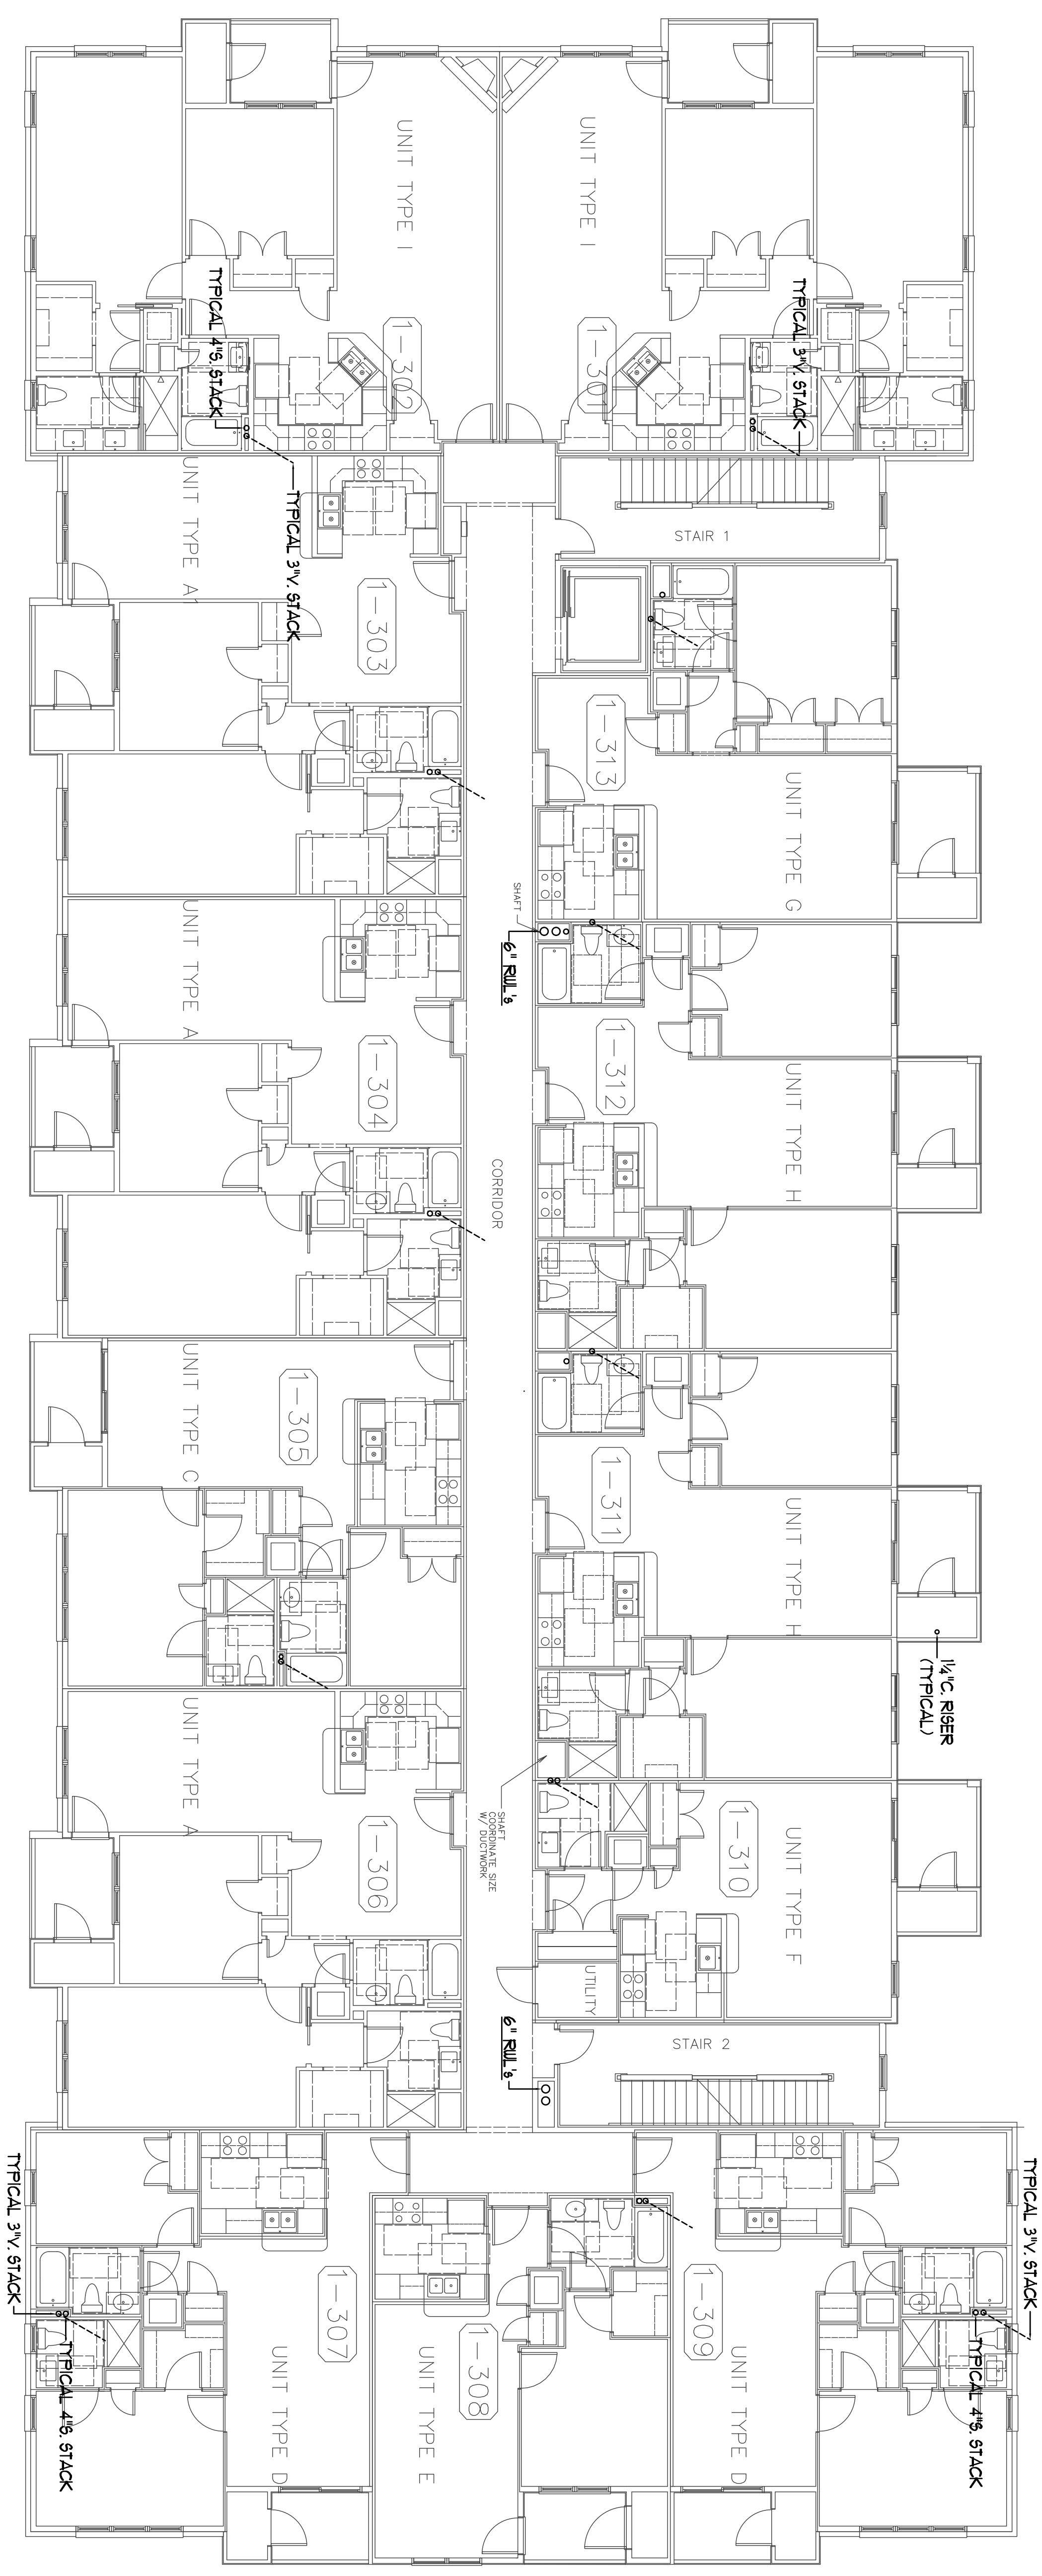 UNIT TYPE I
UNIT TYPE I
TYPICAL 4"S. STACK
1-302
1-301
TYPICAL 3"V. STACK
UNIT TYPE A1
TYPICAL 3"V. STACK
STAIR 1
1-303
1-313
UNIT TYPE G
SHAFT
6" RWL's
UNIT TYPE A
1-304
1-312
UNIT TYPE H
CORRIDOR
UNIT TYPE C
1-305
1-311
UNIT TYPE H
1¼"C. RISER
(TYPICAL)
UNIT TYPE A
1-306
SHAFT
COORDINATE SIZE
W/ DUCTWORK
1-310
UNIT TYPE F
UTILITY
6" RWL's
STAIR 2
TYPICAL 3"V. STACK
TYPICAL 4"S. STACK
1-307
UNIT TYPE D
1-308
UNIT TYPE E
1-309
UNIT TYPE D
TYPICAL 3"V. STACK
TYPICAL 4"S. STACK